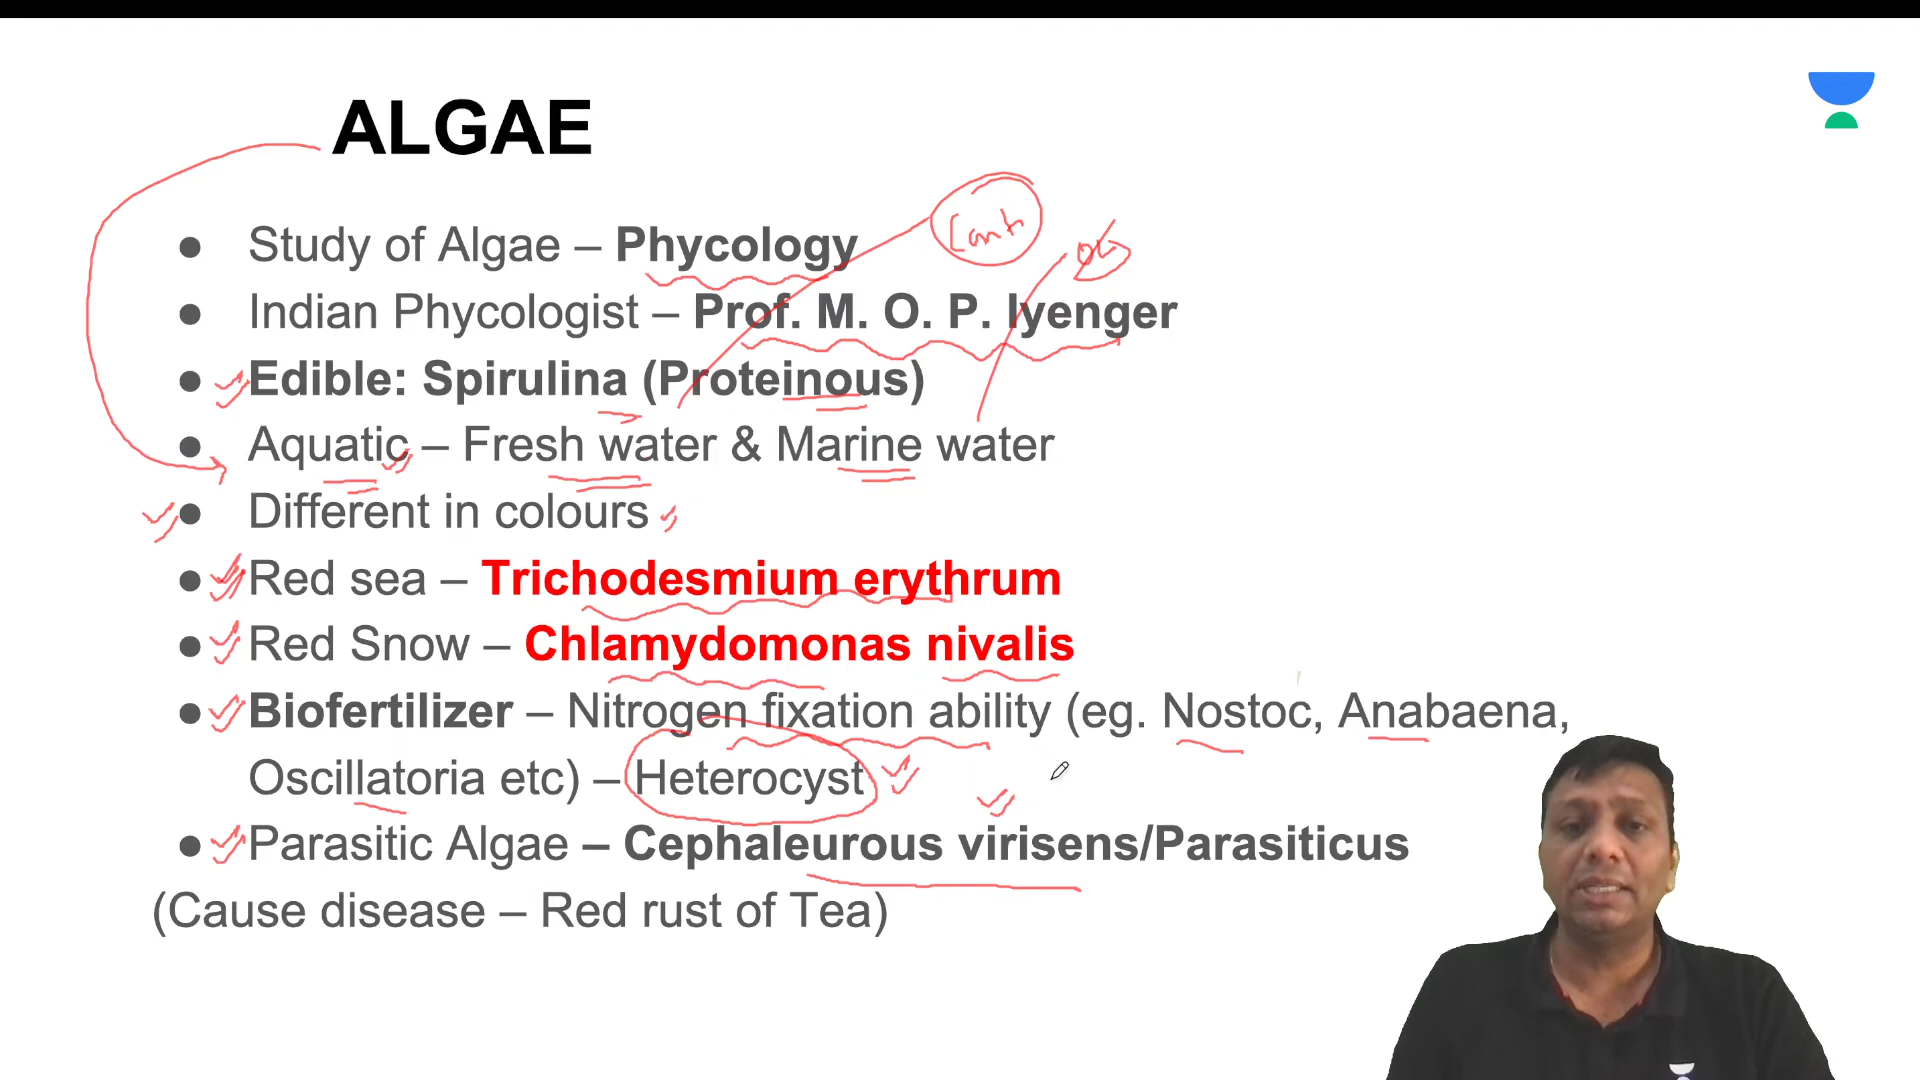 ALGAE
● Study of Algae – Phycology
● Indian Phycologist – Prof. M. O. P. Iyenger
● Edible: Spirulina (Proteinous)
● Aquatic – Fresh water & Marine water
● Different in colours
● Red sea – Trichodesmium erythrum
● Red Snow – Chlamydomonas nivalis
● Biofertilizer – Nitrogen fixation ability (eg. Nostoc, Anabaena,
Oscillatoria etc) – Heterocyst
● Parasitic Algae – Cephaleurous virisens/Parasiticus
(Cause disease – Red rust of Tea)